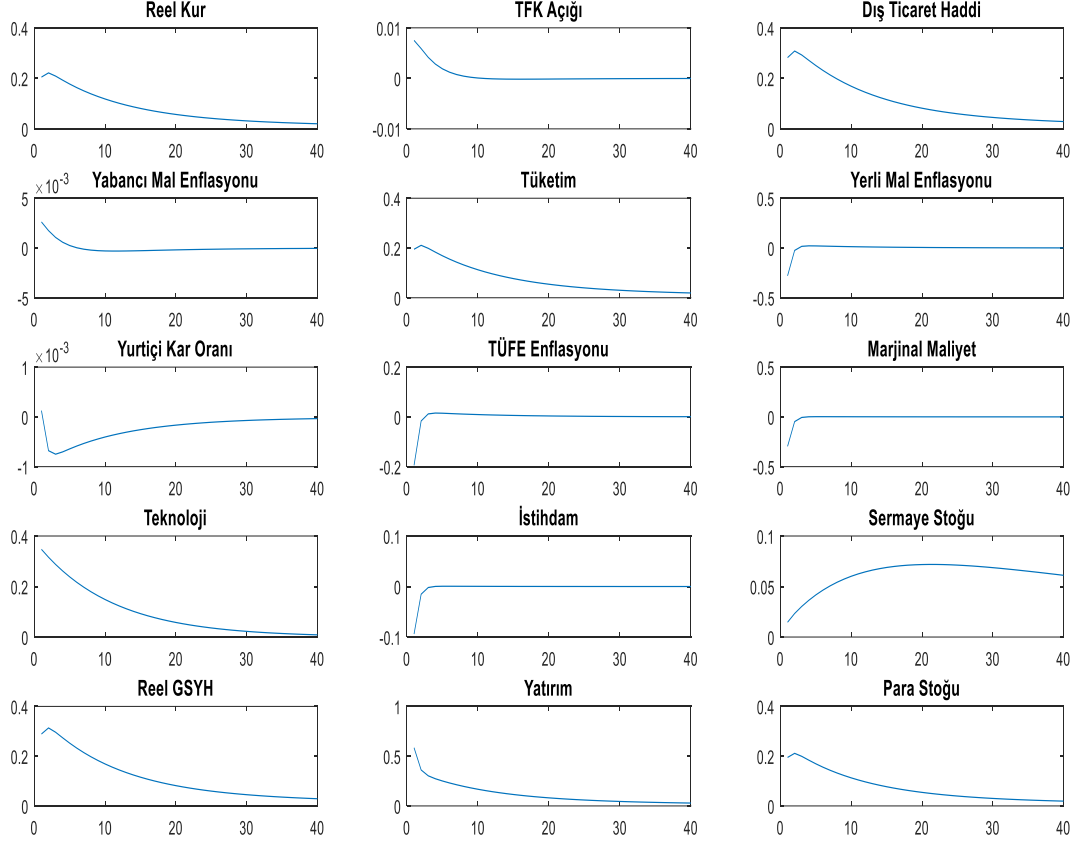 Reel Kur TFK Açığı Dış Ticaret Haddi
0.4 0.01 0.4
0.2 0 0.2
0 -0.01 0
0 10 20 30 40 0 10 20 30 40 0 10 20 30 40
×10-3 Yabancı Mal Enflasyonu Tüketim Yerli Mal Enflasyonu
5 0.4 0.5
0 0.2 0
-5 0 -0.5
0 10 20 30 40 0 10 20 30 40 0 10 20 30 40
×10-3 Yurtiçi Kar Oranı TÜFE Enflasyonu Marjinal Maliyet
1 0.2 0.5
0 0 0
-1 -0.2 -0.5
0 10 20 30 40 0 10 20 30 40 0 10 20 30 40
Teknoloji İstihdam Sermaye Stoğu
0.4 0.1 0.1
0.2 0 0.05
0 -0.1 0
0 10 20 30 40 0 10 20 30 40 0 10 20 30 40
Reel GSYH Yatırım Para Stoğu
0.4 1 0.4
0.2 0.5 0.2
0 0 0
0 10 20 30 40 0 10 20 30 40 0 10 20 30 40